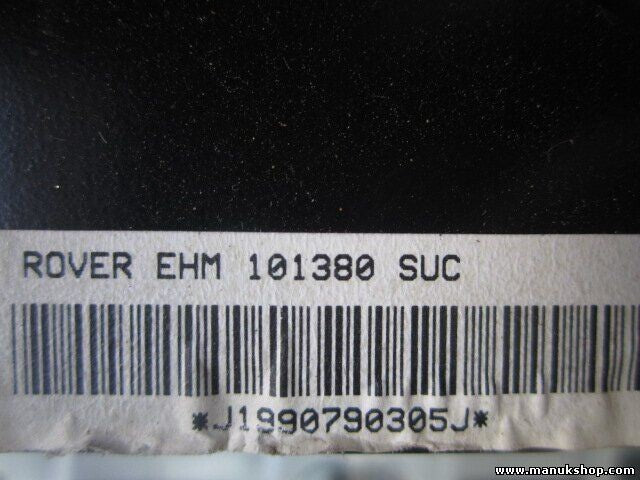 ROVER EHM 101380 SUC
*J1990790305J*
www.manukshop.com